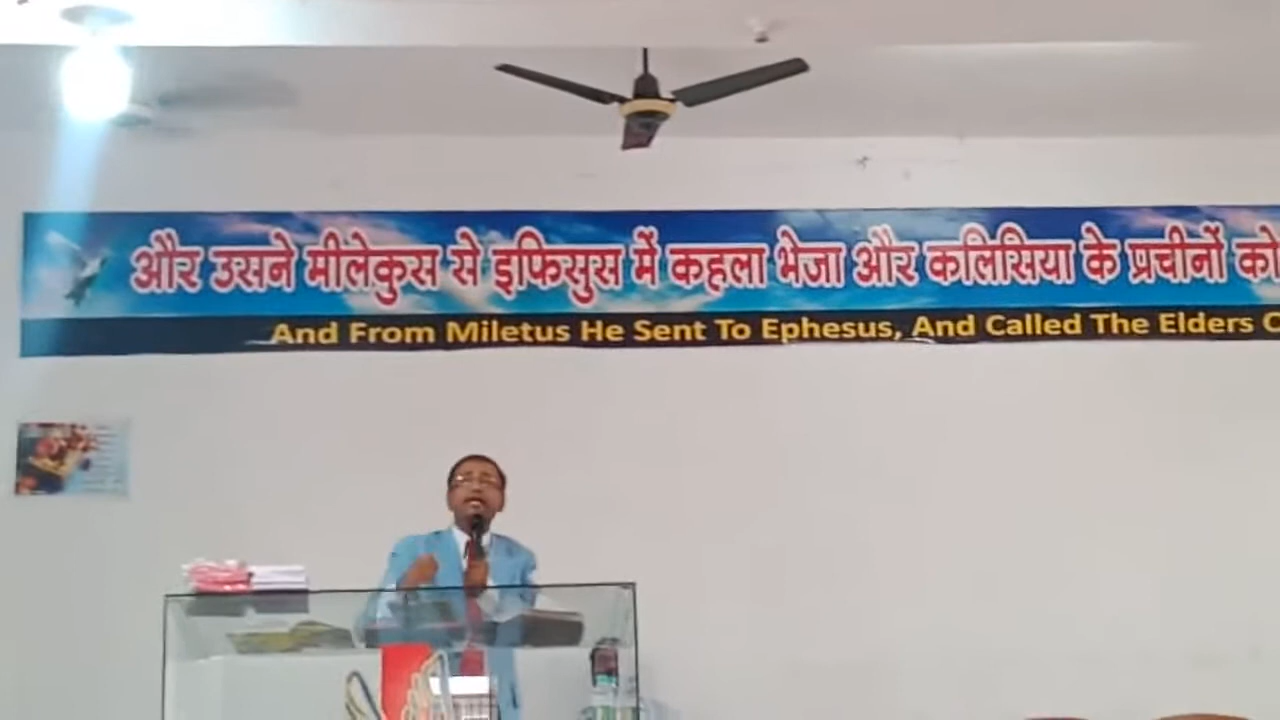 और उसने मीलेकुस से इफिसुस में कहला भेजा और कलिसिया के प्रचीनों को
And From Miletus He Sent To Ephesus, And Called The Elders